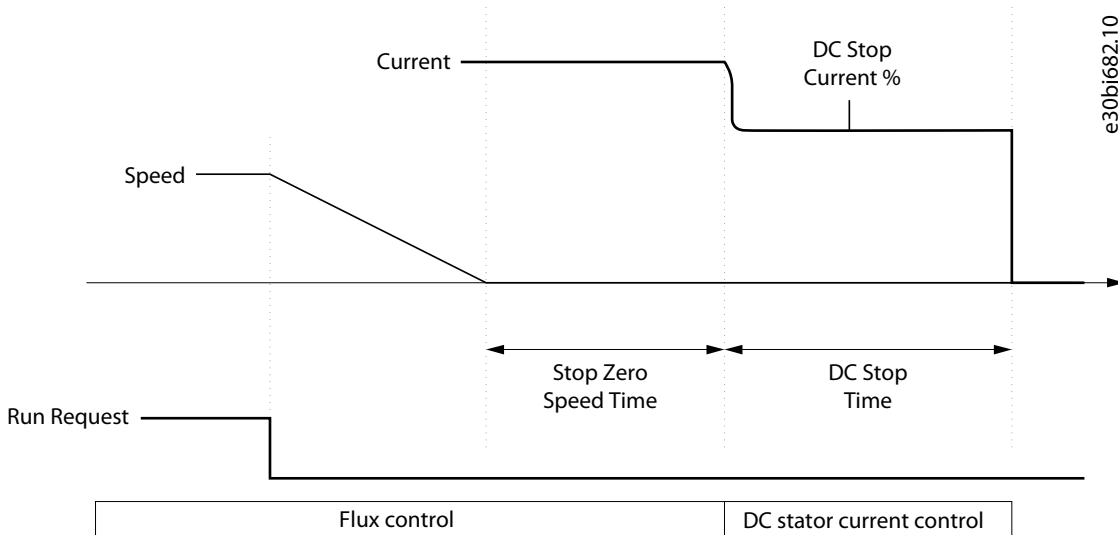 e30bi682.10
Current
DC Stop
Current %
Speed
Stop Zero
Speed Time
DC Stop
Time
Run Request
Flux control
DC stator current control